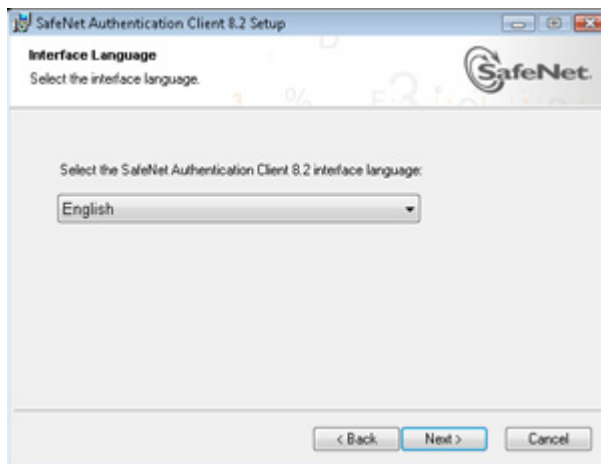 SafeNet Authentication Client 8.2 Setup
Interface Language
Select the interface language.
SafeNet.
Select the SafeNet Authentication Client 8.2 interface language:
English
< Back
Next >
Cancel